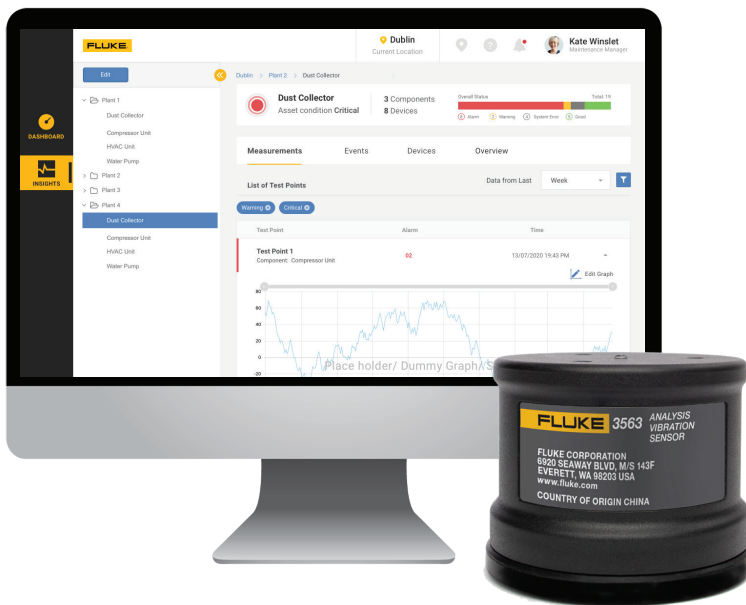 FLUKE®
Dublin
Current Location
?
Kate Winslet
Maintenance Manager
Edit
Dublin > Plant 2 > Dust Collector
DASHBOARD
INSIGHTS
Plant 1
Dust Collector
Compressor Unit
HVAC Unit
Water Pump
Plant 2
Plant 3
Plant 4
Dust Collector
Compressor Unit
HVAC Unit
Water Pump
Dust Collector
Asset condition Critical
3 Components
8 Devices
Overall Status
Total: 19
Alarm
Warning
System Error
Good
Measurements
Events
Devices
Overview
List of Test Points
Data from Last
Week
Warning
Critical
Test Point
Alarm
Time
Test Point 1
Component: Compressor Unit
02
13/07/2020 19:43 PM
Edit Graph
80
60
40
20
0
-20
Place holder/ Dummy Graph/ S
FLUKE 3563 ANALYSIS
VIBRATION
SENSOR
FLUKE CORPORATION
6920 SEAWAY BLVD, M/S 143F
EVERETT, WA 98203 USA
www.fluke.com
COUNTRY OF ORIGIN CHINA